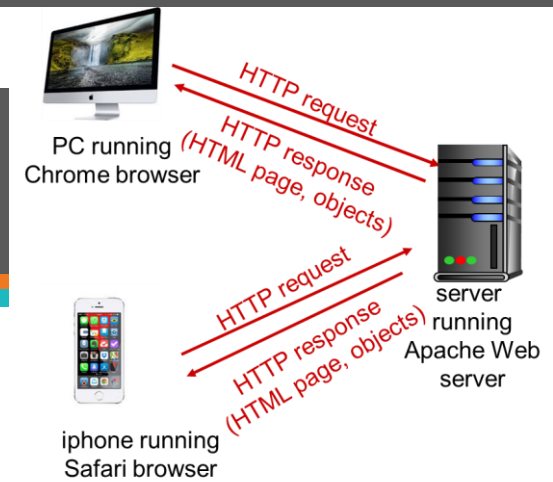 HTTP request
HTTP response
(HTML page, objects)
PC running
Chrome browser
HTTP request
HTTP response
(HTML page, objects)
server
running
Apache Web
server
iphone running
Safari browser